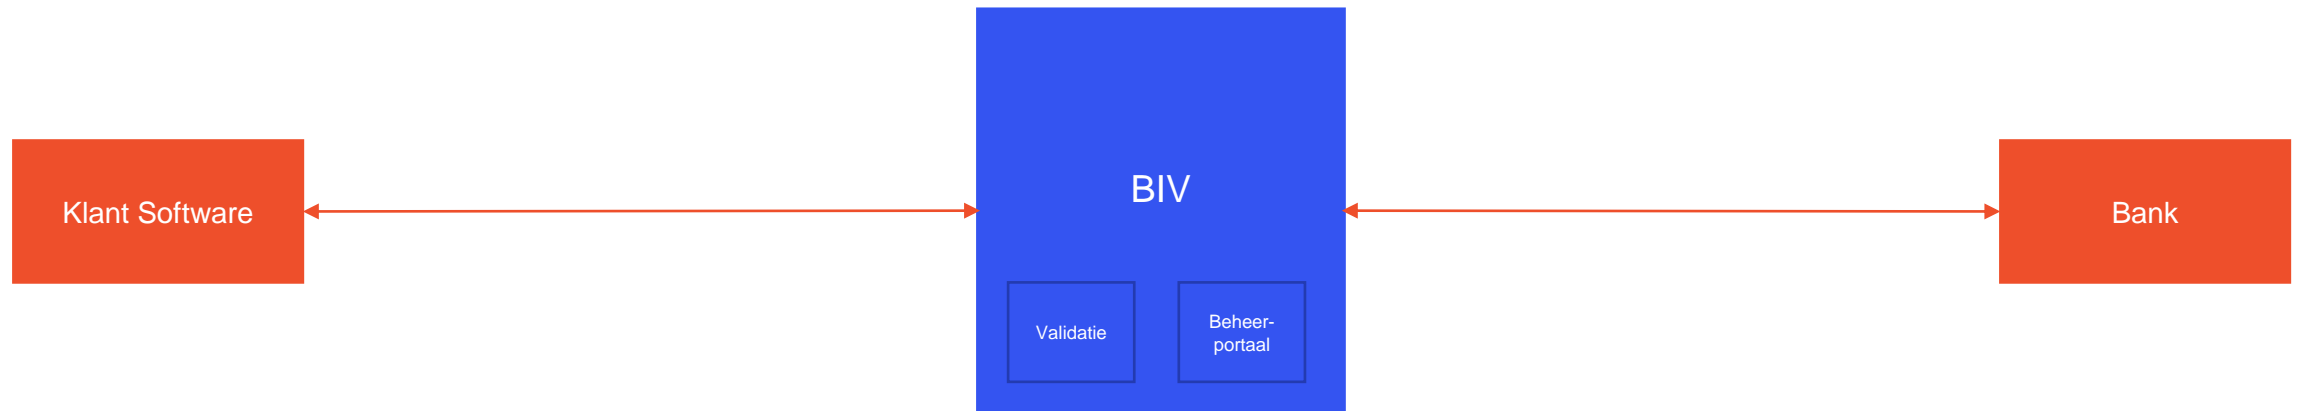 Klant Software
BIV
Validatie
Beheer-
portaal
Bank